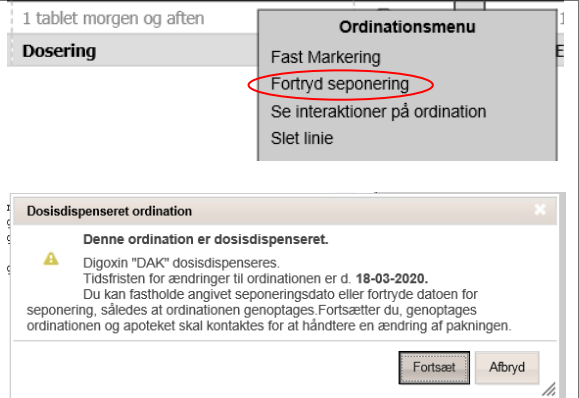 1 tablet morgen og aften
Dosering
Ordinationsmenu
Fast Markering
Fortryd seponering
Se interaktioner på ordination
Slet linie
Dosisdispenseret ordination
Denne ordination er dosisdispenseret.
Digoxin "DAK" dosisdispenseres.
Tidsfristen for ændringer til ordinationen er d. 18-03-2020.
Du kan fastholde angivet seponeringsdato eller fortryde datoen for
seponering, således at ordinationen genoptages.Fortsætter du, genoptages
ordinationen og apoteket skal kontaktes for at håndtere en ændring af pakningen.
Fortsæt
Afbryd